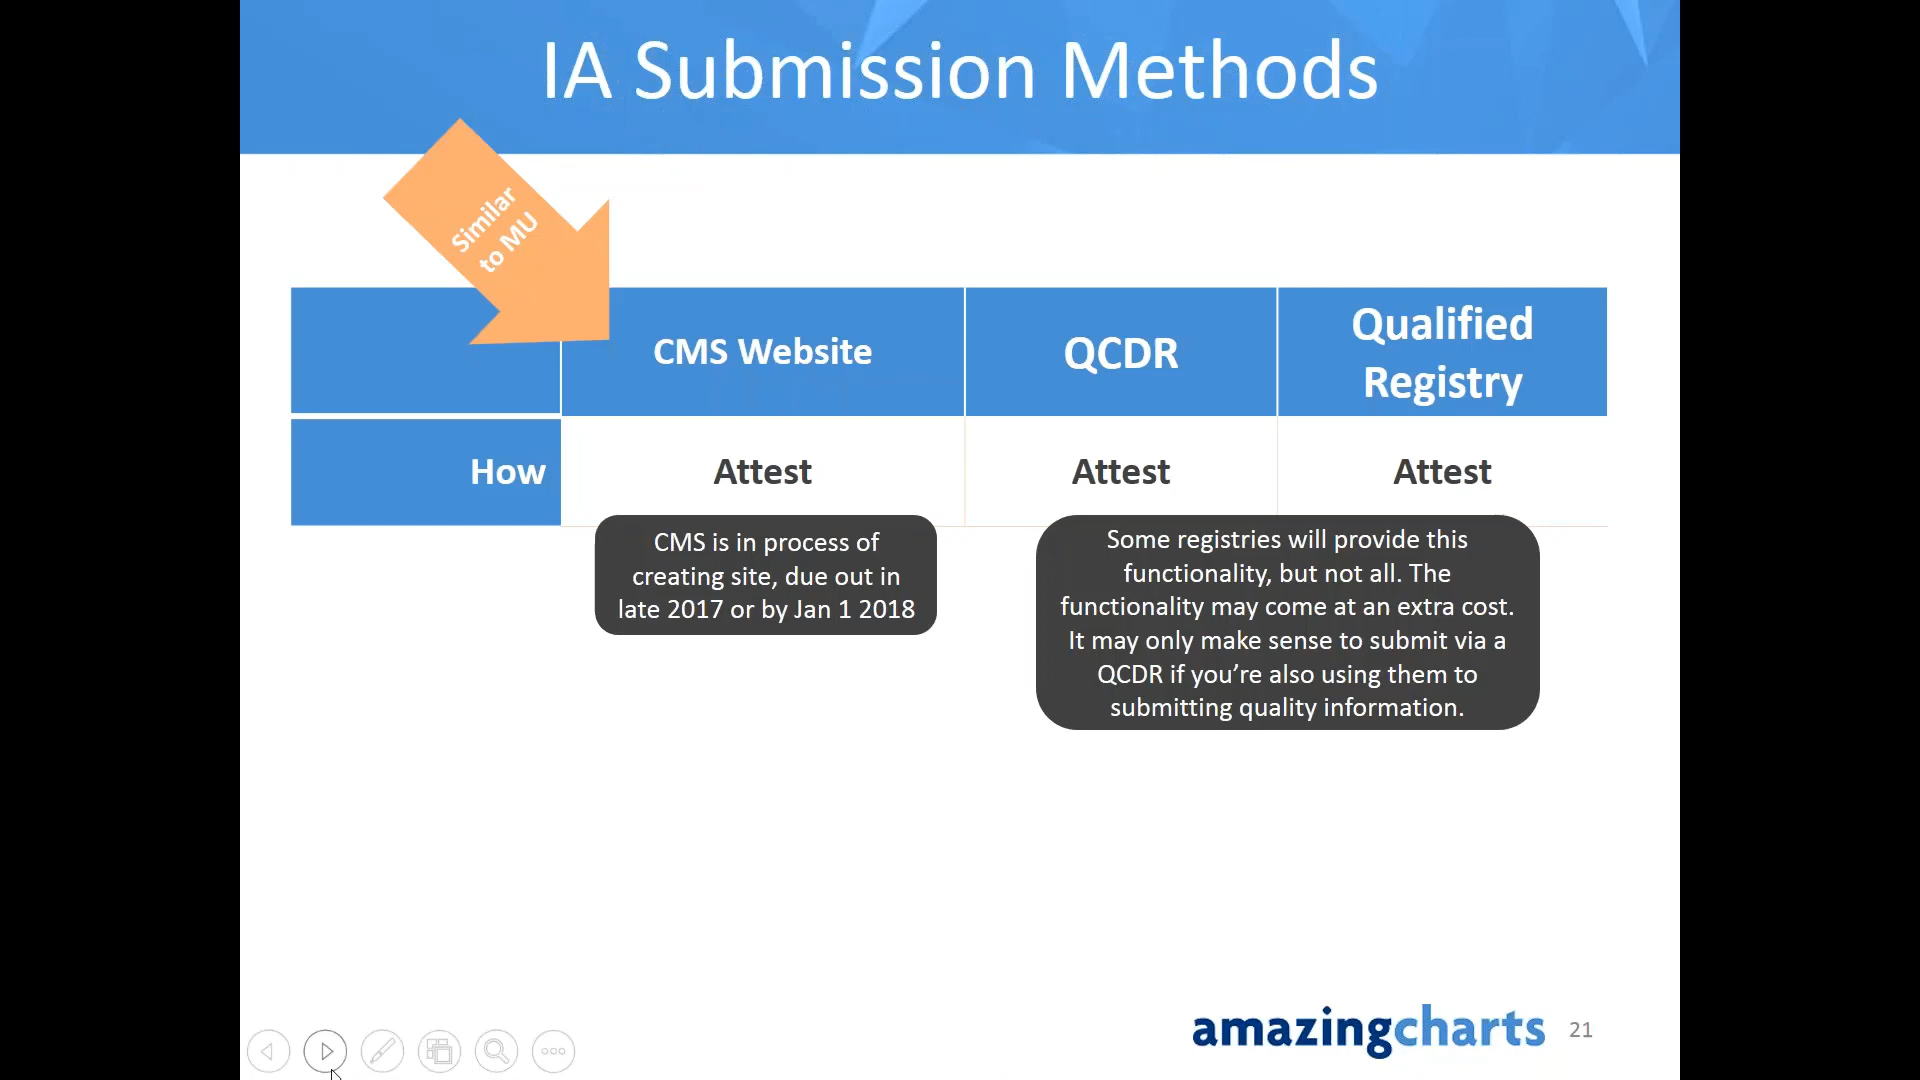 IA Submission Methods
Similar
to MU
CMS Website
QCDR
Qualified
Registry
How
Attest
Attest
Attest
CMS is in process of
creating site, due out in
late 2017 or by Jan 1 2018
Some registries will provide this
functionality, but not all. The
functionality may come at an extra cost.
It may only make sense to submit via a
QCDR if you’re also using them to
submitting quality information.
amazingcharts
21